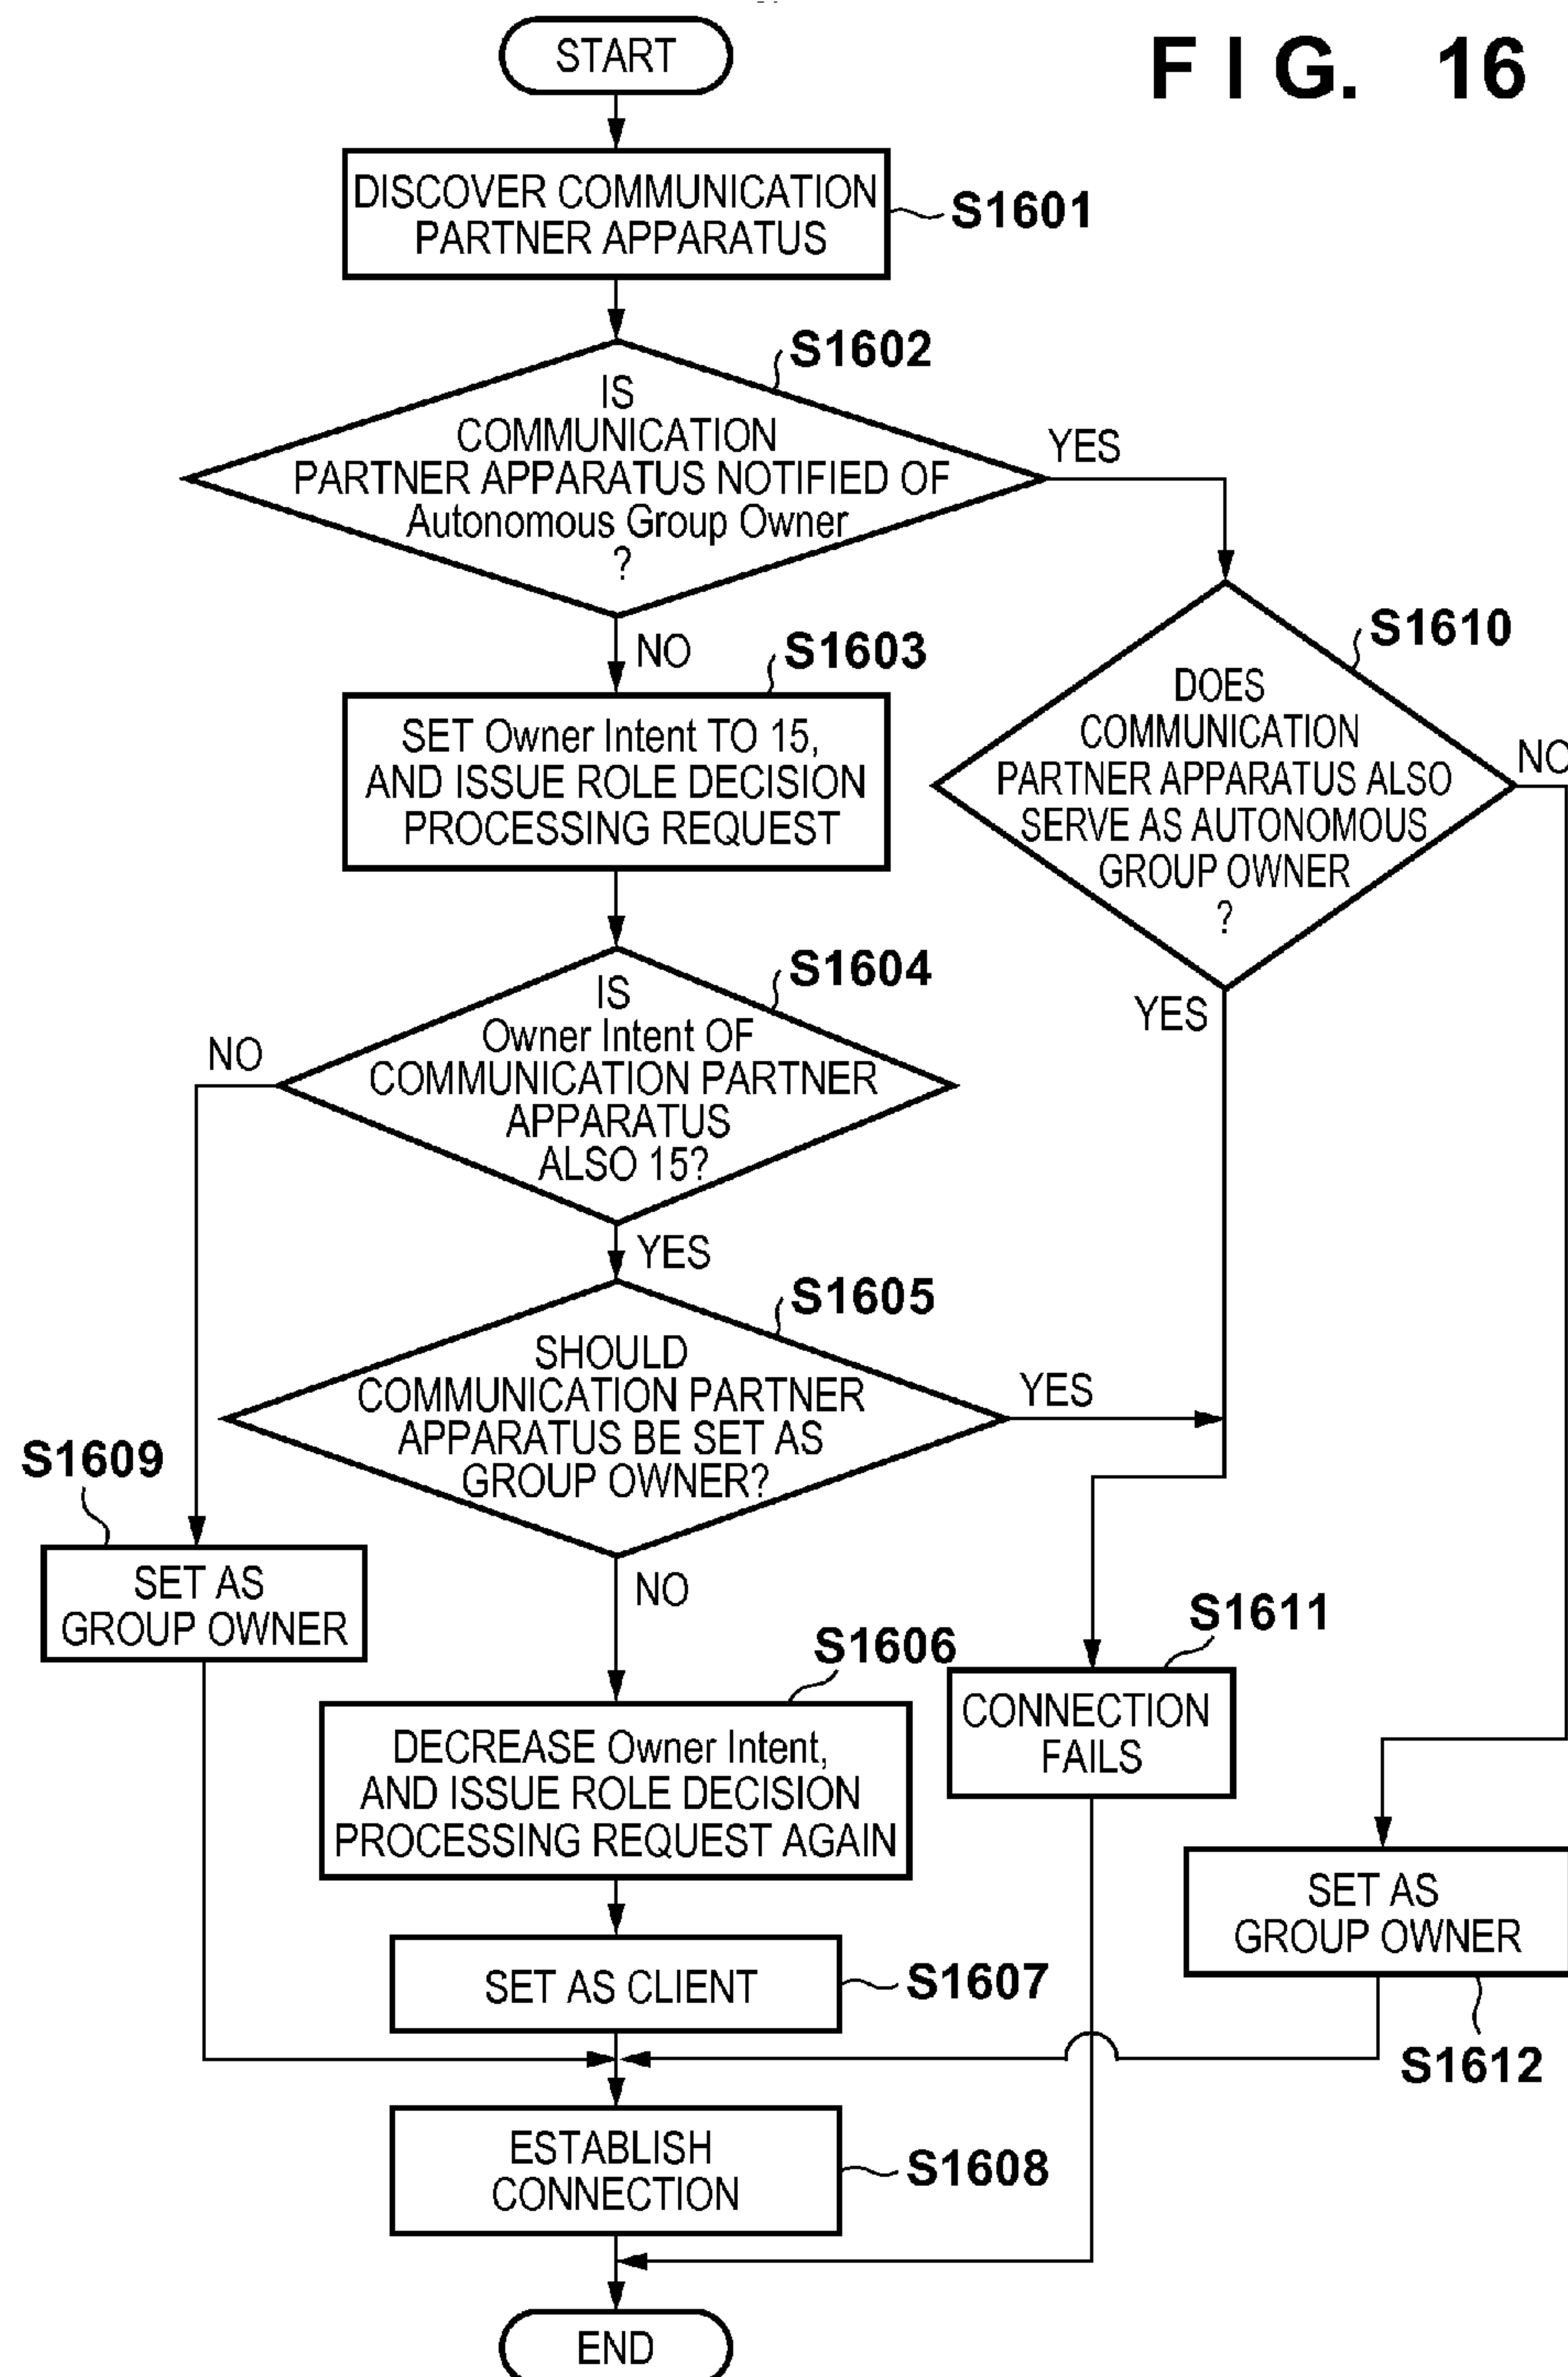 START
F I G. 16
DISCOVER COMMUNICATION
PARTNER APPARATUS
S1601
S1602
IS
COMMUNICATION
PARTNER APPARATUS NOTIFIED OF
Autonomous Group Owner
?
YES
NO
S1603
SET Owner Intent TO 15,
AND ISSUE ROLE DECISION
PROCESSING REQUEST
S1610
DOES
COMMUNICATION
PARTNER APPARATUS ALSO
SERVE AS AUTONOMOUS
GROUP OWNER
?
NO
YES
S1604
IS
Owner Intent OF
COMMUNICATION PARTNER
APPARATUS
ALSO 15?
NO
YES
S1605
SHOULD
COMMUNICATION PARTNER
APPARATUS BE SET AS
GROUP OWNER?
YES
NO
S1609
SET AS
GROUP OWNER
S1606
DECREASE Owner Intent,
AND ISSUE ROLE DECISION
PROCESSING REQUEST AGAIN
S1611
CONNECTION
FAILS
SET AS
GROUP OWNER
S1612
SET AS CLIENT
S1607
ESTABLISH
CONNECTION
S1608
END